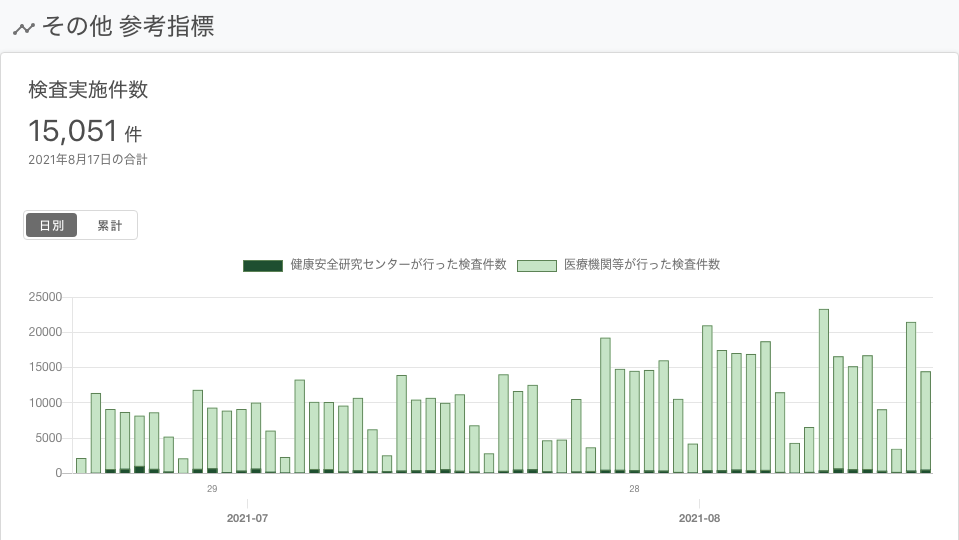 その他 参考指標
検査実施件数
15,051 件
2021年8月17日の合計
日別 累計
健康安全研究センターが行った検査件数 医療機関等が行った検査件数
25000
20000
15000
10000
5000
0
29 28
2021-07 2021-08